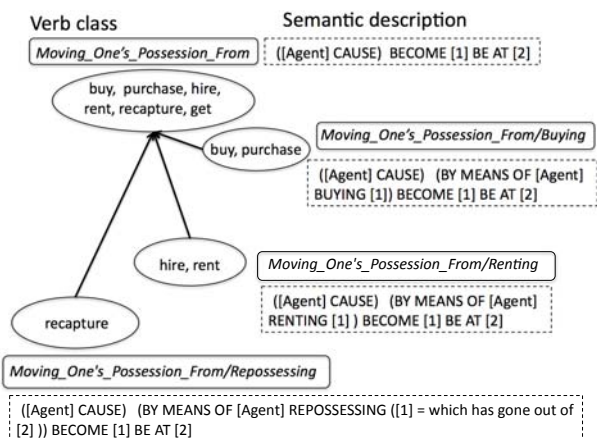 Verb class
Semantic description
Moving_One's_Possession_From
([Agent] CAUSE) BECOME [1] BE AT [2]
buy, purchase, hire,
rent, recapture, get
buy, purchase
Moving_One's_Possession_From/Buying
([Agent] CAUSE) (BY MEANS OF [Agent]
BUYING [1]) BECOME [1] BE AT [2]
hire, rent
Moving_One's_Possession_From/Renting
([Agent] CAUSE) (BY MEANS OF [Agent]
RENTING [1] ) BECOME [1] BE AT [2]
recapture
Moving_One's_Possession_From/Repossessing
([Agent] CAUSE) (BY MEANS OF [Agent] REPOSSESSING ([1] = which has gone out of
[2] )) BECOME [1] BE AT [2]